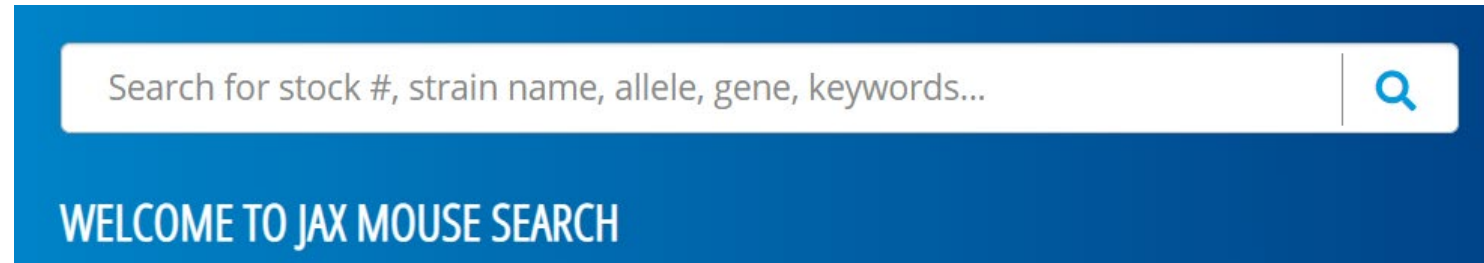 Search for stock #, strain name, allele, gene, keywords...
WELCOME TO JAX MOUSE SEARCH